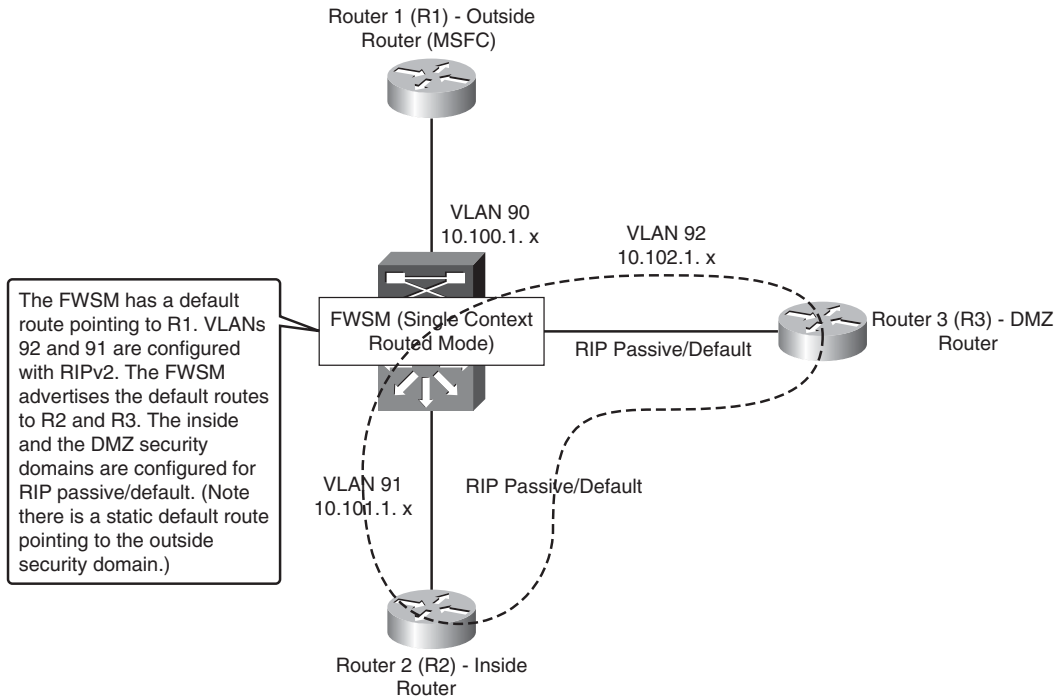 Router 1 (R1) - Outside
Router (MSFC)
VLAN 90
10.100.1. x
VLAN 92
10.102.1. x
The FWSM has a default
route pointing to R1. VLANs
92 and 91 are configured
with RIPv2. The FWSM
advertises the default routes
to R2 and R3. The inside
and the DMZ security
domains are configured for
RIP passive/default. (Note
there is a static default route
pointing to the outside
security domain.)
FWSM (Single Context
Routed Mode)
RIP Passive/Default
Router 3 (R3) - DMZ
Router
VLAN 91
10.101.1. x
RIP Passive/Default
Router 2 (R2) - Inside
Router